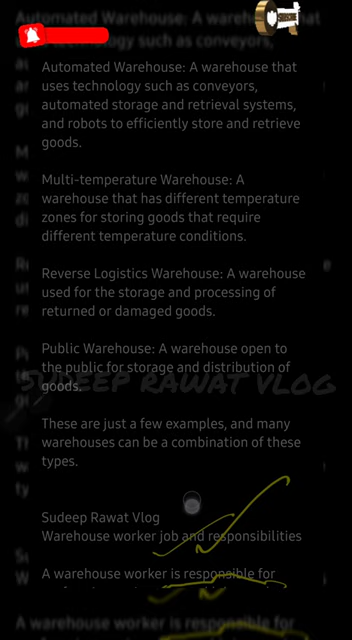 Automated Warehouse: A warehouse that
uses technology such as conveyors,
automated storage and retrieval systems,
and robots to efficiently store and retrieve
goods.
Multi-temperature Warehouse: A
warehouse that has different temperature
zones for storing goods that require
different temperature conditions.
Reverse Logistics Warehouse: A warehouse
used for the storage and processing of
returned or damaged goods.
Public Warehouse: A warehouse open to
the public for storage and distribution of
goods.
SUDEEP RAWAT VLOG
These are just a few examples, and many
warehouses can be a combination of these
types.
Sudeep Rawat Vlog
Warehouse worker job and responsibilities
A warehouse worker is responsible for
A warehouse worker is responsible for